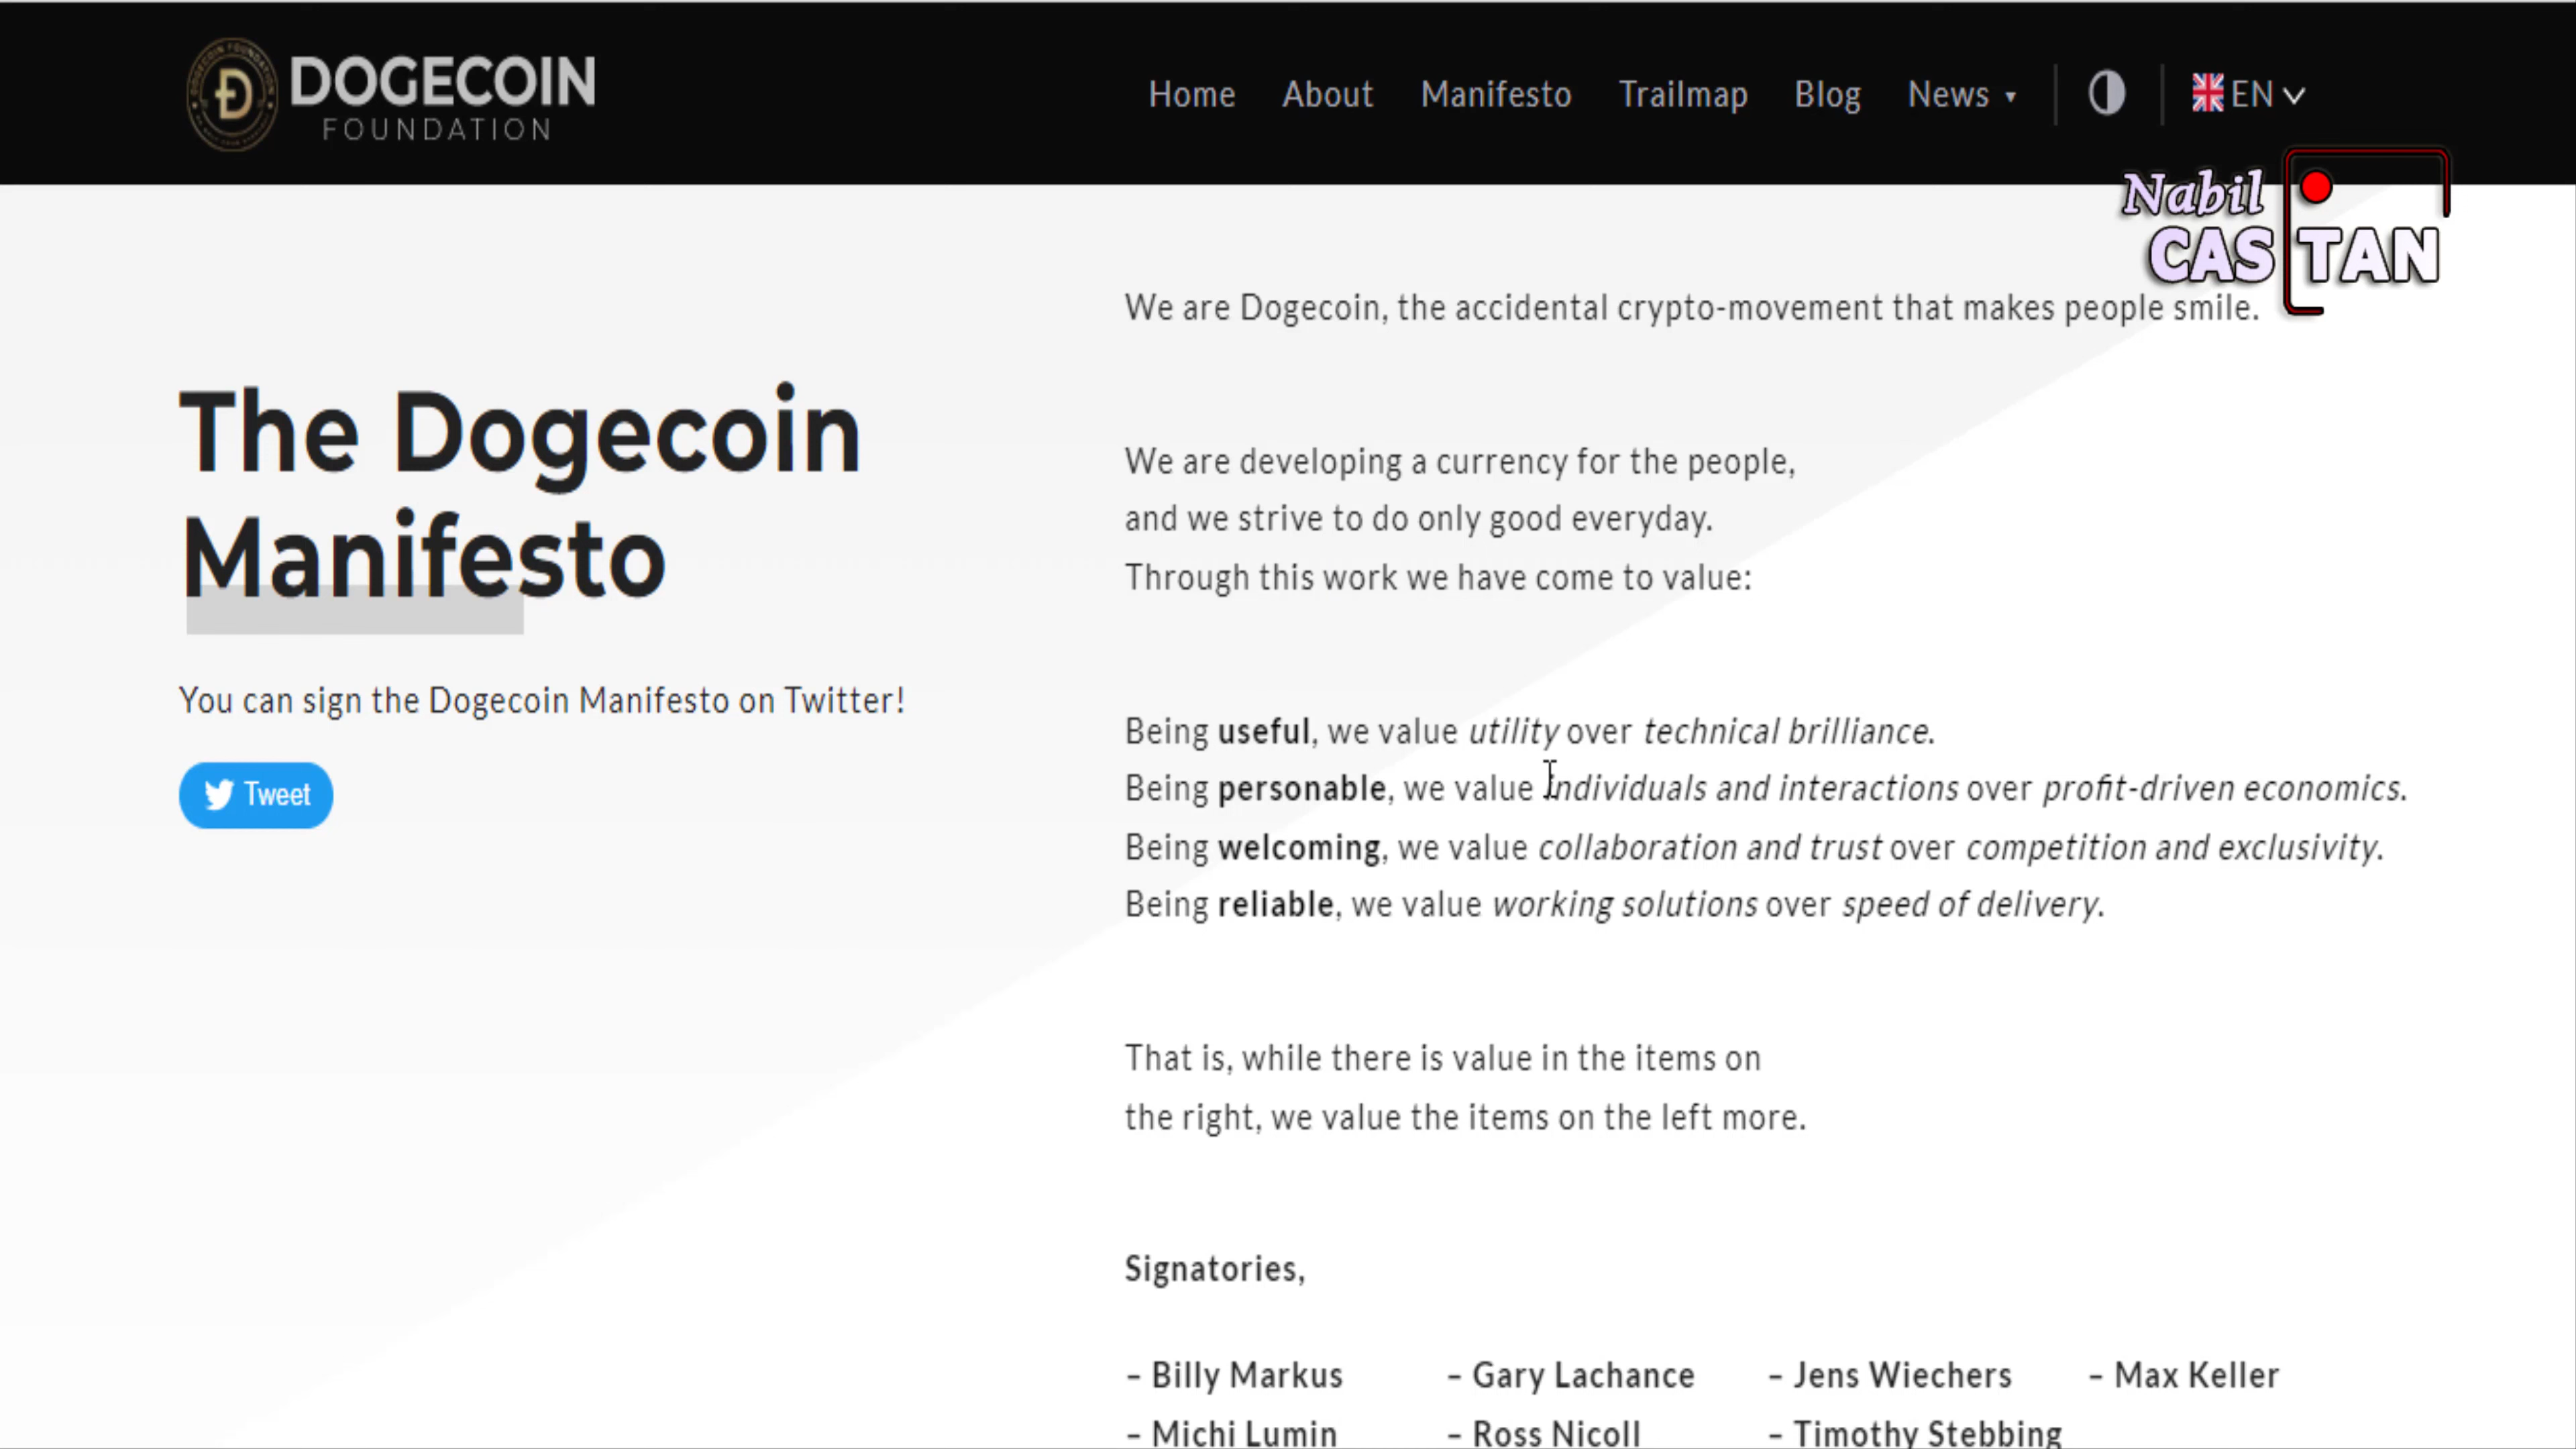 DOGECOIN
FOUNDATION
Home About Manifesto Trailmap Blog News EN
Nabil
CASTAN
The Dogecoin
Manifesto
You can sign the Dogecoin Manifesto on Twitter!
Tweet
We are Dogecoin, the accidental crypto-movement that makes people smile.
We are developing a currency for the people,
and we strive to do only good everyday.
Through this work we have come to value:
Being useful, we value utility over technical brilliance.
Being personable, we value individuals and interactions over profit-driven economics.
Being welcoming, we value collaboration and trust over competition and exclusivity.
Being reliable, we value working solutions over speed of delivery.
That is, while there is value in the items on
the right, we value the items on the left more.
Signatories,
– Billy Markus – Gary Lachance – Jens Wiechers – Max Keller
– Michi Lumin – Ross Nicoll – Timothy Stebbing